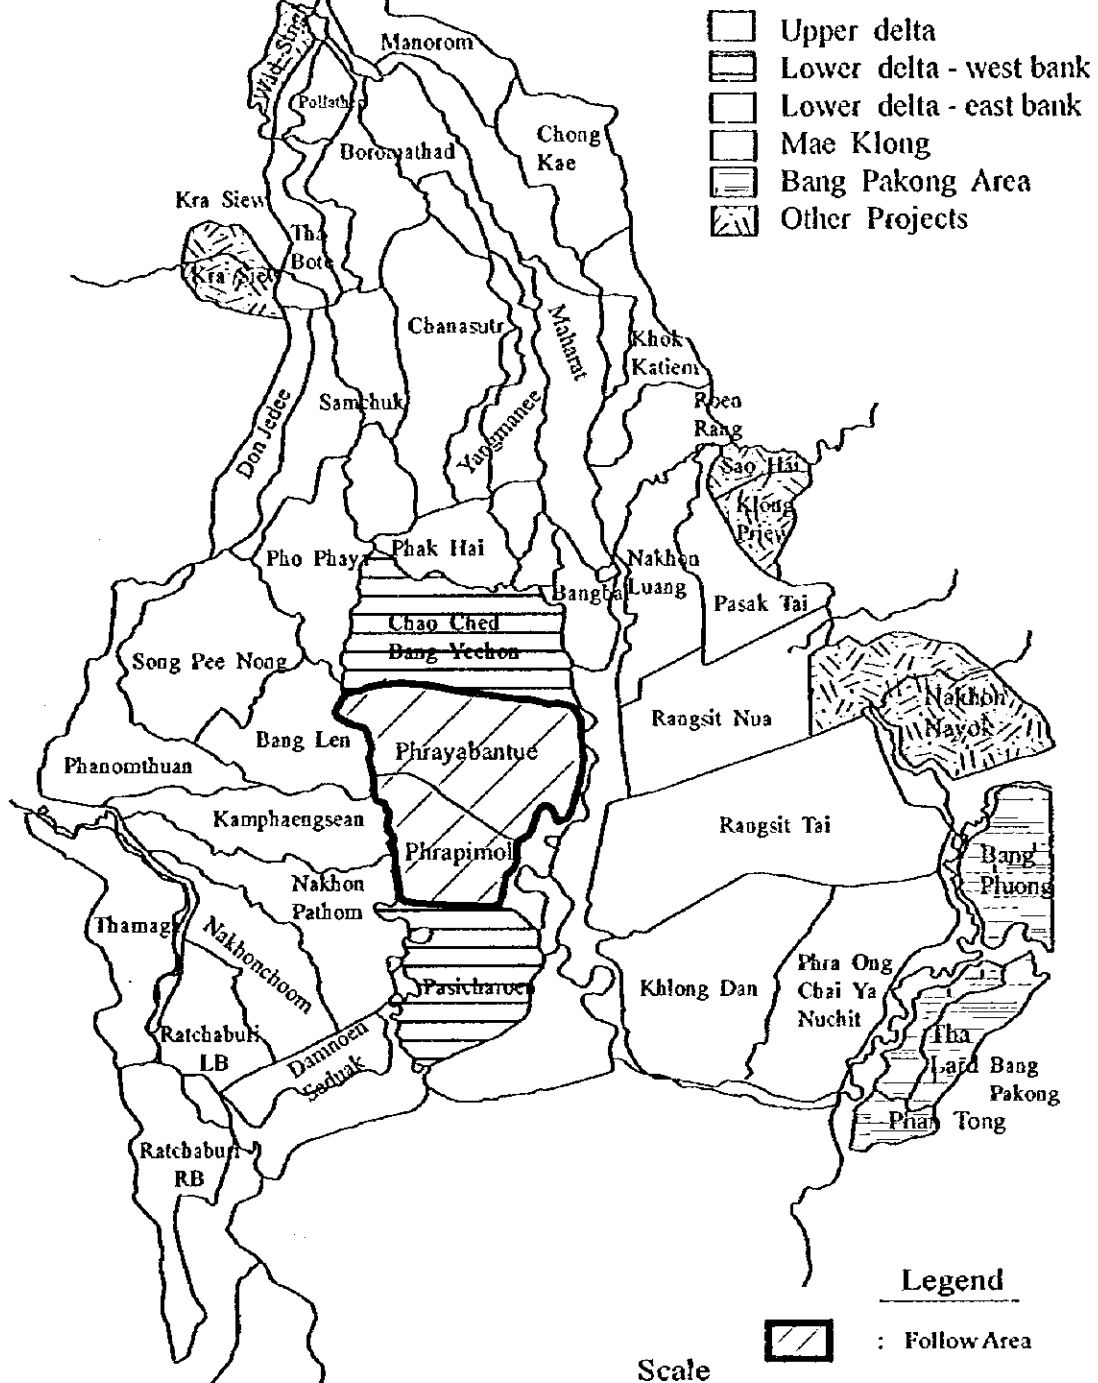 Upper delta
Lower delta - west bank
Lower delta - east bank
Mae Klong
Bang Pakong Area
Other Projects
Manorom
Chong
Kae
Boromathad
Kra Siew
Tha
Bote
Kra Siew
Chanasutr
Maharat
Khok
Katiem
Samchuk
Don Jedee
Yangmanee
Roen
Rang
Sao Hai
Klong
Priew
Pho Phaya
Phak Hai
Nakhon
Luang
Bangbal
Pasak Tai
Chao Ched
Bang Yeehon
Song Pee Nong
Rangsit Nua
Nakhon
Nayok
Bang Len
Phrayabantue
Phanomthuan
Kamphaengsean
Rangsit Tai
Phrapimol
Bang
Pluong
Nakhon
Pathom
Thamaga
Nakhonchoom
Pasicharoen
Khlong Dan
Phra Ong
Chai Ya
Nuchit
Ratchaburi
LB
Damnoen
Saduak
Tha
Laid
Bang
Pakong
Phan Tong
Ratchaburi
RB
Legend
: Follow Area
Scale